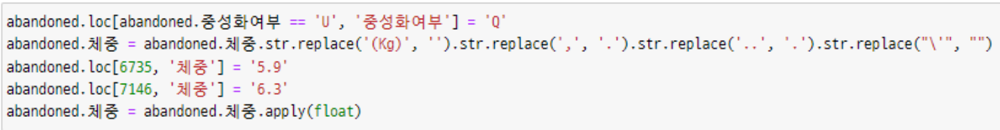 abandoned.loc[abandoned.중성화여부 == 'U', '중성화여부'] = 'Q'
abandoned.체중 = abandoned.체중.str.replace('(Kg)', '').str.replace(',', '.').str.replace('..', '.').str.replace("\'", "")
abandoned.loc[6735, '체중'] = '5.9'
abandoned.loc[7146, '체중'] = '6.3'
abandoned.체중 = abandoned.체중.apply(float)